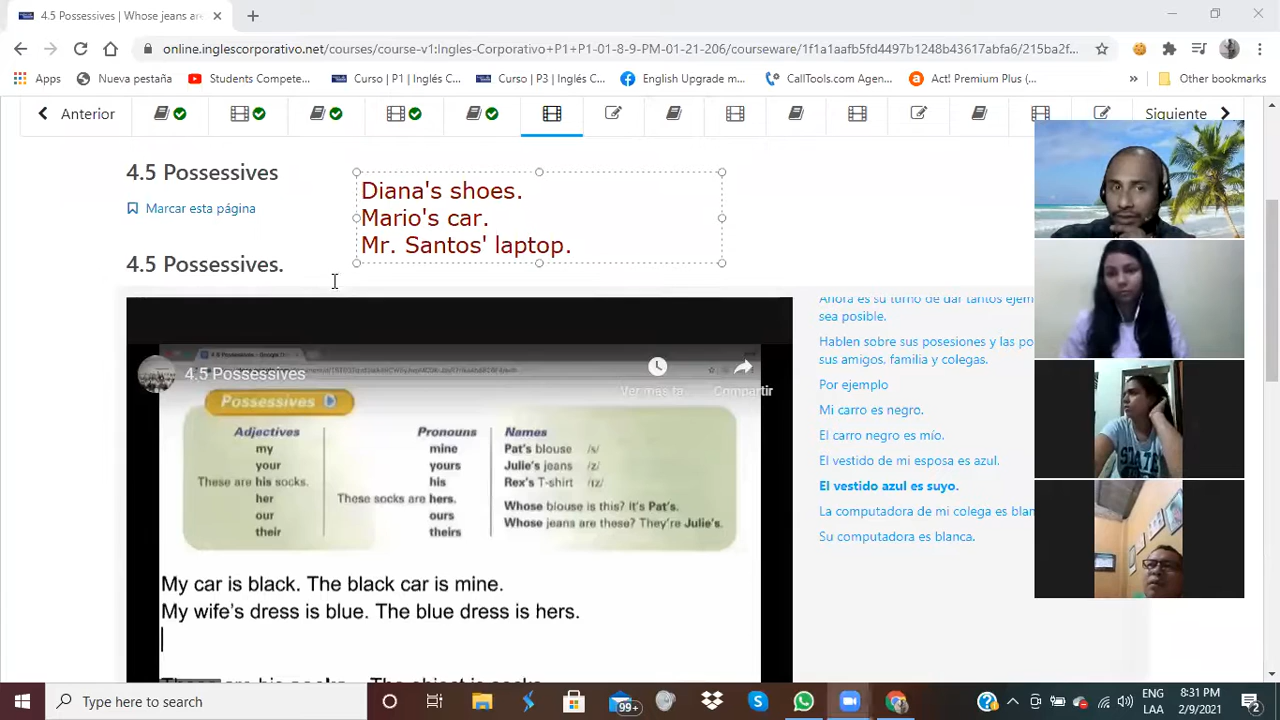 4.5 Possessives | Whose jeans are
online.inglescorporativo.net/courses/course-v1:Ingles-Corporativo+P1+P1-01-8-9-PM-01-21-206/courseware/1f1a1aafb5fd4497b1248b43617abfa6/215ba2f...
Apps
Nueva pestaña
Students Compete...
Curso | P1 | Inglés C...
Curso | P3 | Inglés C...
English Upgrade m...
CallTools.com Agen...
Act! Premium Plus (...
Other bookmarks
Anterior
Siguiente
4.5 Possessives
Marcar esta página
Diana's shoes.
Mario's car.
Mr. Santos' laptop.
4.5 Possessives.
4.5 Possessives
Ver más ta...
Compartir
Possessives
Adjectives
my
your
These are his socks.
her
our
their
Pronouns
mine
yours
his
These socks are hers.
ours
theirs
Names
Pat's blouse /s/
Julie's jeans /z/
Rex's T-shirt /ɪz/
Whose blouse is this? It's Pat's.
Whose jeans are these? They're Julie's.
My car is black. The black car is mine.
My wife's dress is blue. The blue dress is hers.
Ahora es su turno de dar tantos ejem
sea posible.
Hablen sobre sus posesiones y las po
sus amigos, familia y colegas.
Por ejemplo
Mi carro es negro.
El carro negro es mío.
El vestido de mi esposa es azul.
El vestido azul es suyo.
La computadora de mi colega es blan
Su computadora es blanca.
Type here to search
99+
ENG
LAA
8:31 PM
2/9/2021
2